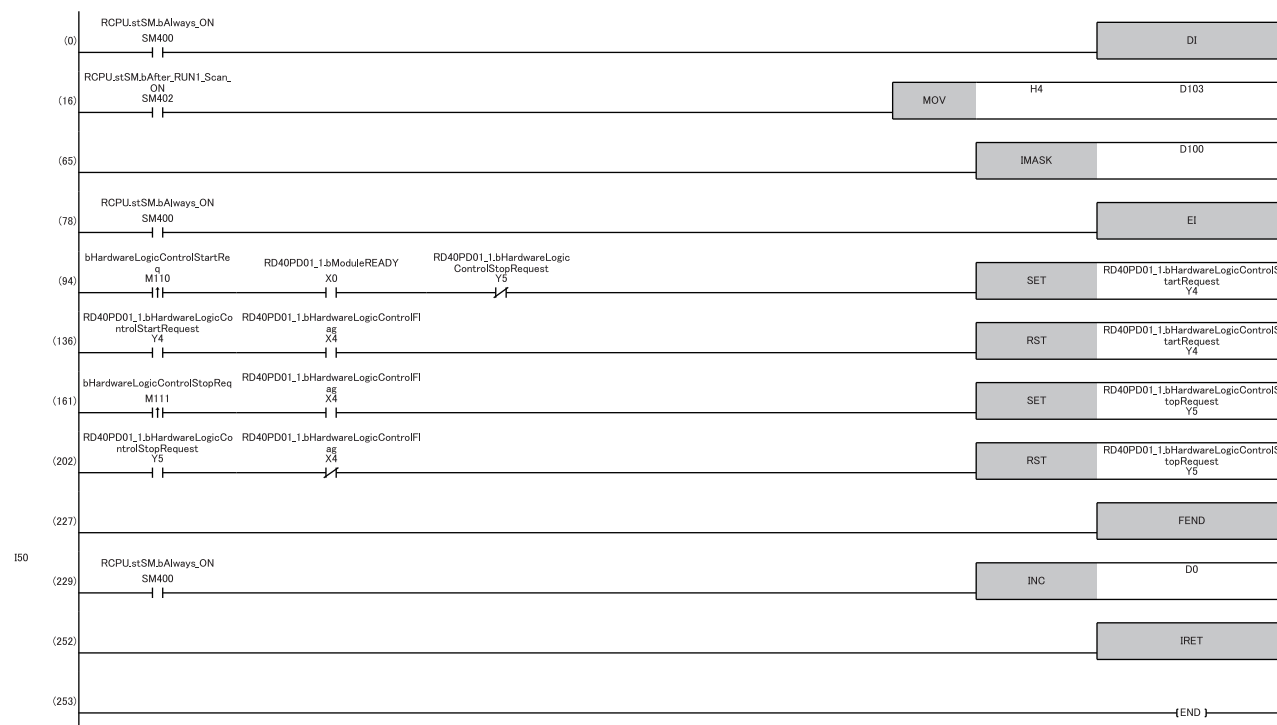 RCPU.stSM.bAlways_ON
SM400
(0)
DI
RCPU.stSM.bAfter_RUN1_Scan_
ON
SM402
(16)
MOV
H4
D103
(65)
IMASK
D100
RCPU.stSM.bAlways_ON
SM400
(78)
EI
bHardwareLogicControlStartRe
q
M110
RD40PD01_1.bModuleREADY
X0
RD40PD01_1.bHardwareLogic
ControlStopRequest
Y5
(94)
SET
RD40PD01_1.bHardwareLogicControlS
tartRequest
Y4
RD40PD01_1.bHardwareLogicCo
ntrolStartRequest
Y4
RD40PD01_1.bHardwareLogicControlFl
ag
X4
(136)
RST
RD40PD01_1.bHardwareLogicControlS
tartRequest
Y4
bHardwareLogicControlStopReq
M111
RD40PD01_1.bHardwareLogicControlFl
ag
X4
(161)
SET
RD40PD01_1.bHardwareLogicControlS
topRequest
Y5
RD40PD01_1.bHardwareLogicCo
ntrolStopRequest
Y5
RD40PD01_1.bHardwareLogicControlFl
ag
X4
(202)
RST
RD40PD01_1.bHardwareLogicControlS
topRequest
Y5
(227)
FEND
I50
RCPU.stSM.bAlways_ON
SM400
(229)
INC
D0
(252)
IRET
(253)
[END ]